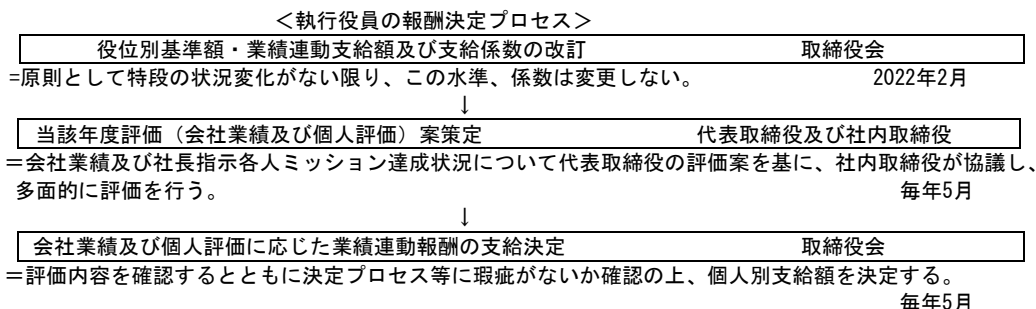 ＜執行役員の報酬決定プロセス＞
役位別基準額・業績連動支給額及び支給係数の改訂 取締役会
=原則として特段の状況変化がない限り、この水準、係数は変更しない。 2022年2月
↓
当該年度評価（会社業績及び個人評価）案策定 代表取締役及び社内取締役
＝会社業績及び社長指示各人ミッション達成状況について代表取締役の評価案を基に、社内取締役が協議し、
多面的に評価を行う。 毎年5月
↓
会社業績及び個人評価に応じた業績連動報酬の支給決定 取締役会
＝評価内容を確認するとともに決定プロセス等に瑕疵がないか確認の上、個人別支給額を決定する。
毎年5月